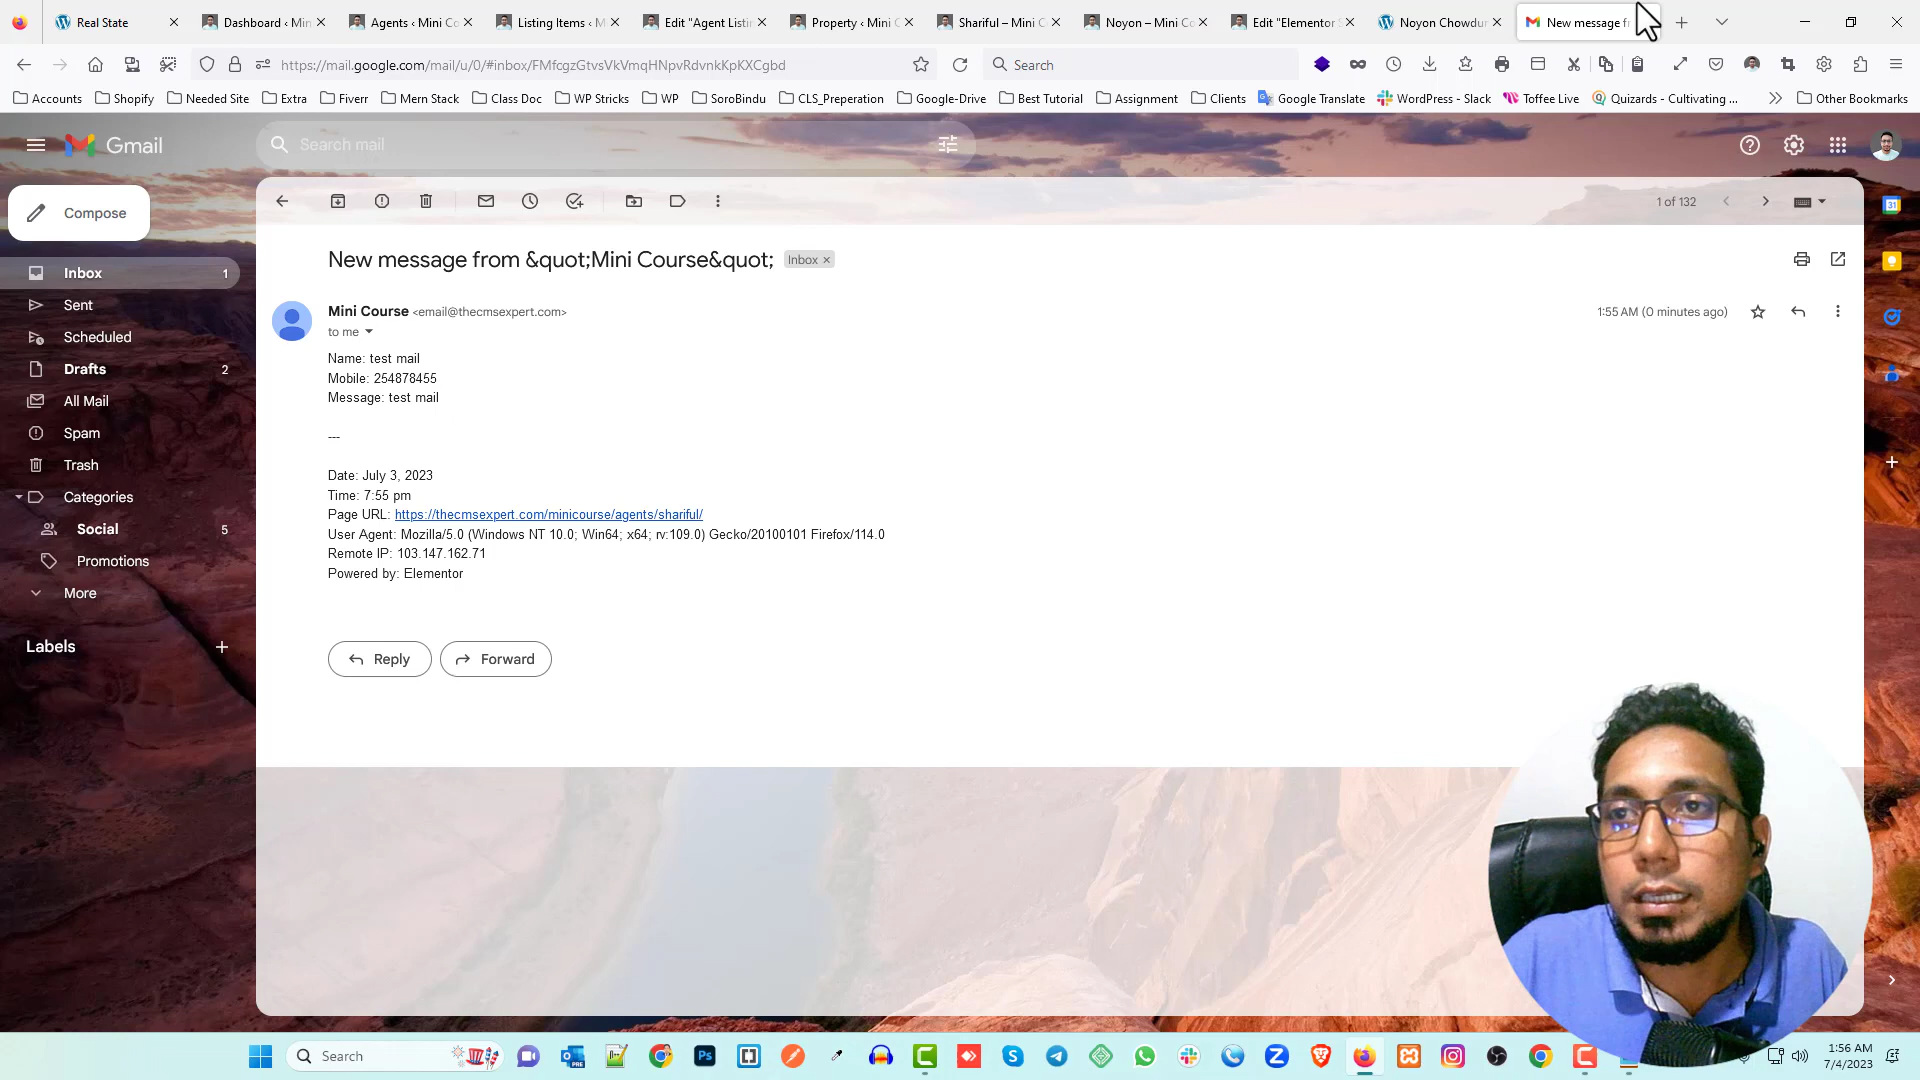 Real State
Dashboard ‹ Min
Agents ‹ Mini Co
Listing Items ‹ M
Edit "Agent Listin
Property ‹ Mini C
Shariful – Mini C
Noyon – Mini Co
Edit "Elementor S
Noyon Chowdur
New message fr
https://mail.google.com/mail/u/0/#inbox/FMfcgzGtvsVkVmqHNpvRdvnkKpKXCgbd
Search
Accounts
Shopify
Needed Site
Extra
Fiverr
Mern Stack
Class Doc
WP Stricks
WP
SoroBindu
CLS_Preperation
Google-Drive
Best Tutorial
Assignment
Clients
Google Translate
WordPress - Slack
Toffee Live
Quizards - Cultivating ...
Other Bookmarks
Gmail
Search mail
Compose
1 of 132
Inbox 1
Sent
Scheduled
Drafts 2
All Mail
Spam
Trash
Categories
Social 5
Promotions
More
Labels
New message from &quot;Mini Course&quot;
Inbox ×
Mini Course <email@thecmsexpert.com>
1:55 AM (0 minutes ago)
to me
Name: test mail
Mobile: 254878455
Message: test mail
---
Date: July 3, 2023
Time: 7:55 pm
Page URL: https://thecmsexpert.com/minicourse/agents/shariful/
User Agent: Mozilla/5.0 (Windows NT 10.0; Win64; x64; rv:109.0) Gecko/20100101 Firefox/114.0
Remote IP: 103.147.162.71
Powered by: Elementor
Reply
Forward
31
Search
Ps
1:56 AM
7/4/2023